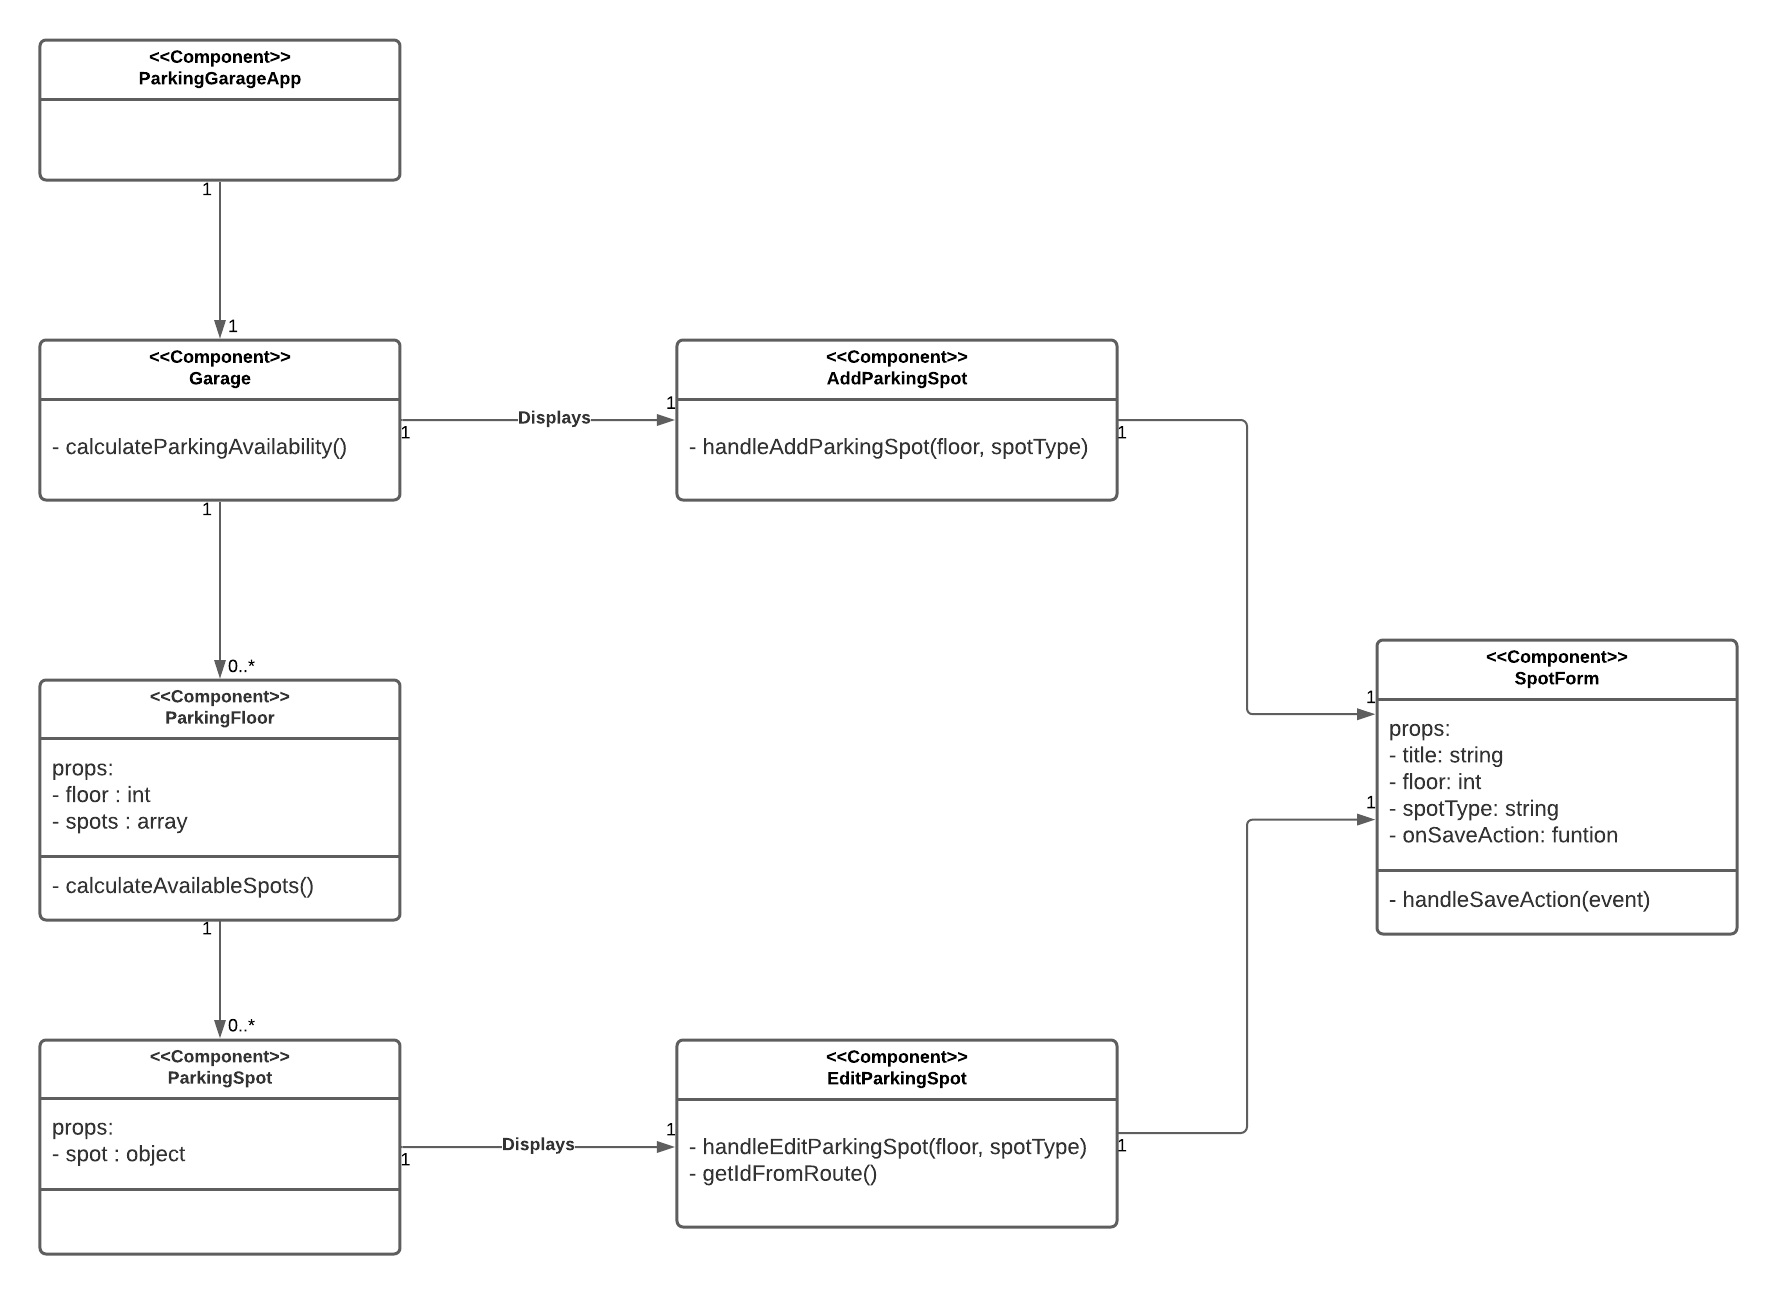 <<Component>>
ParkingGarageApp
1
1
<<Component>>
Garage
- calculateParkingAvailability()
1
Displays
1
<<Component>>
AddParkingSpot
- handleAddParkingSpot(floor, spotType)
1
1
0..*
<<Component>>
ParkingFloor
props:
- floor : int
- spots : array
- calculateAvailableSpots()
1
0..*
<<Component>>
ParkingSpot
props:
- spot : object
1
Displays
1
<<Component>>
EditParkingSpot
- handleEditParkingSpot(floor, spotType)
- getIdFromRoute()
1
1
1
<<Component>>
SpotForm
props:
- title: string
- floor: int
- spotType: string
- onSaveAction: funtion
- handleSaveAction(event)